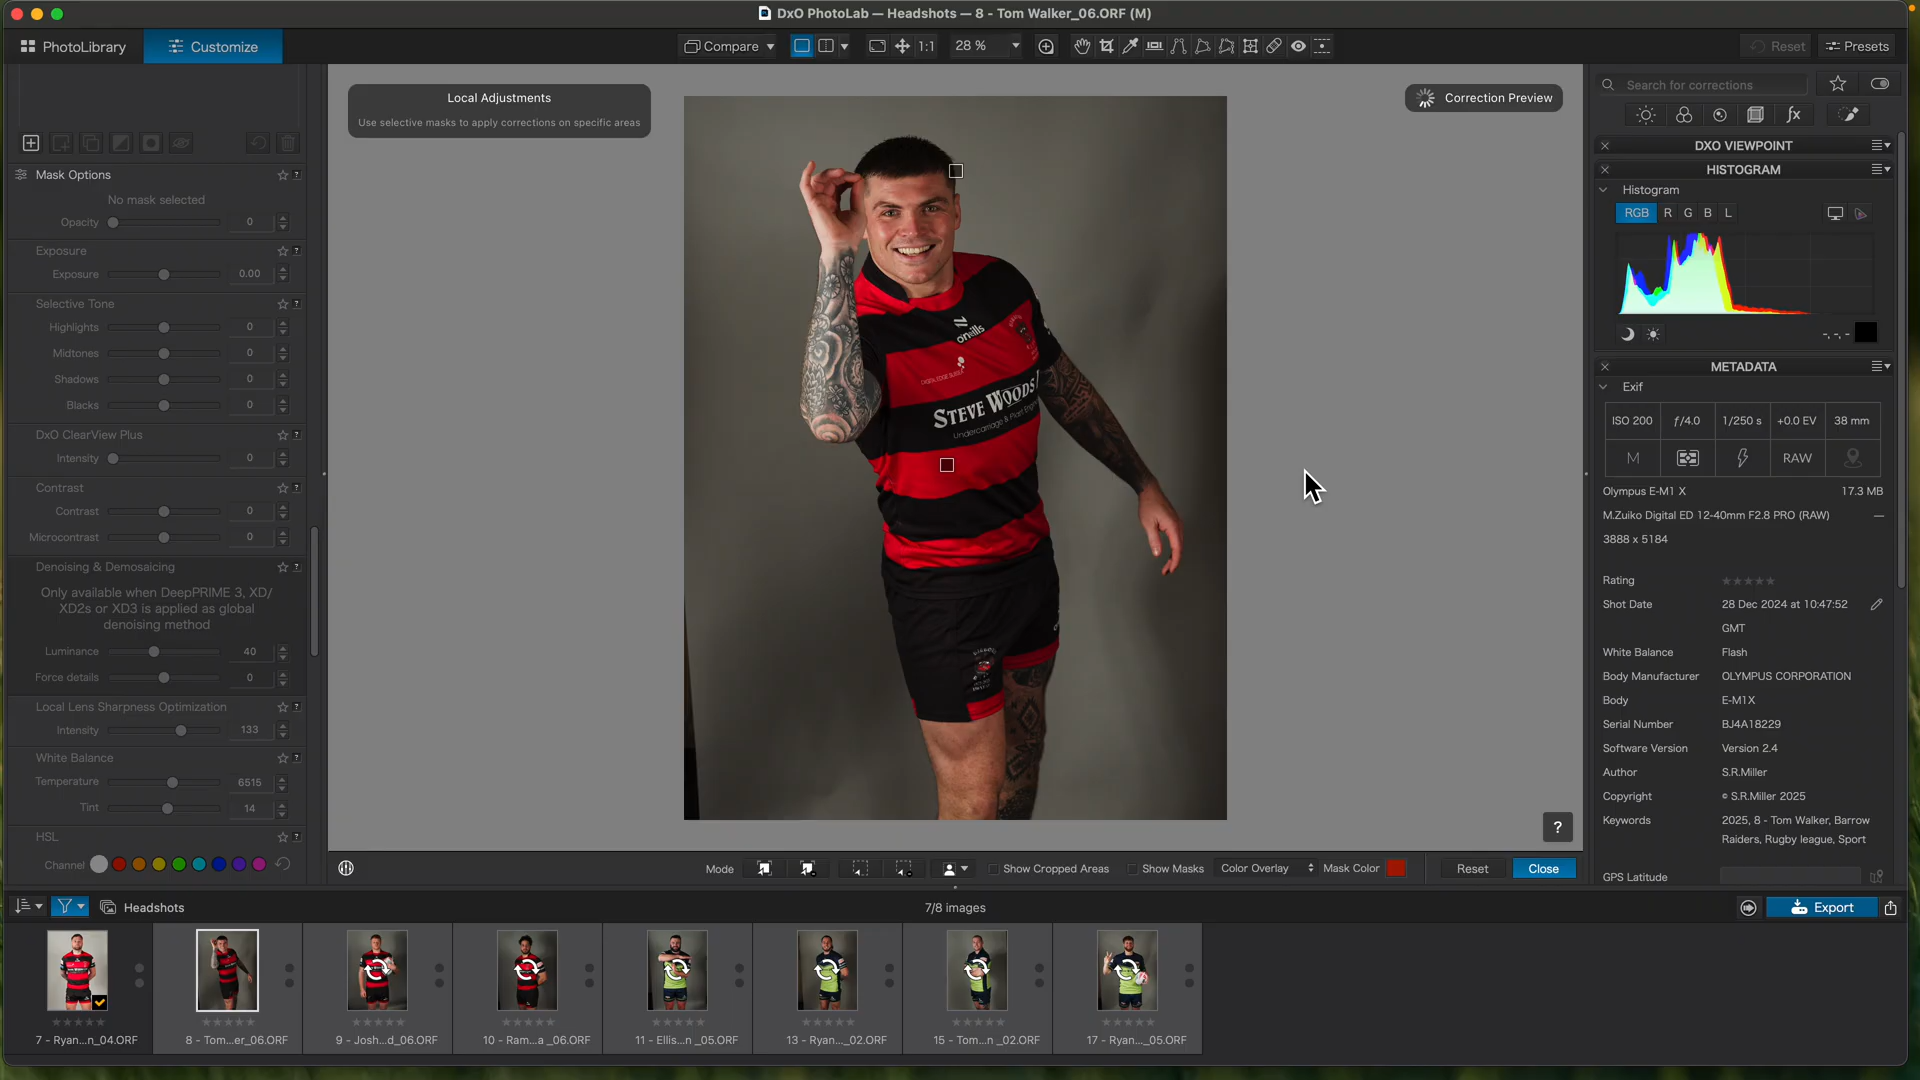 DxO PhotoLab — Headshots — 8 - Tom Walker_06.ORF (M)
PhotoLibrary
Customize
Compare
1:1
28 %
Reset
Presets
Local Adjustments
Use selective masks to apply corrections on specific areas
Correction Preview
Search for corrections
fx
Mask Options
No mask selected
Opacity 0
Exposure
Exposure 0.00
Selective Tone
Highlights 0
Midtones 0
Shadows 0
Blacks 0
DxO ClearView Plus
Intensity 0
Contrast
Contrast 0
Microcontrast 0
Denoising & Demosaicing
Only available when DeepPRIME 3, XD/
XD2s or XD3 is applied as global
denoising method
Luminance 40
Force details 0
Local Lens Sharpness Optimization
Intensity 133
White Balance
Temperature 6515
Tint 14
HSL
Channel
oneills
STEVE WOODS
Undercarriage & Plant Engine
DXO VIEWPOINT
HISTOGRAM
Histogram
RGB R G B L
METADATA
Exif
ISO 200 ƒ/4.0 1/250 s +0.0 EV 38 mm
M RAW
Olympus E-M1 X 17.3 MB
M.Zuiko Digital ED 12-40mm F2.8 PRO (RAW) —
3888 x 5184
Rating
Shot Date 28 Dec 2024 at 10:47:52
GMT
White Balance Flash
Body Manufacturer OLYMPUS CORPORATION
Body E-M1X
Serial Number BJ4A18229
Software Version Version 2.4
Author S.R.Miller
Copyright © S.R.Miller 2025
Keywords 2025, 8 - Tom Walker, Barrow
Raiders, Rugby league, Sport
GPS Latitude
?
Mode
Show Cropped Areas
Show Masks
Color Overlay
Mask Color
Reset
Close
Headshots
7/8 images
Export
7 - Ryan...n_04.ORF
8 - Tom...er_06.ORF
9 - Josh...d_06.ORF
10 - Ram...a _06.ORF
11 - Ellis...n _05.ORF
13 - Ryan..._02.ORF
15 - Tom...n _02.ORF
17 - Ryan..._05.ORF